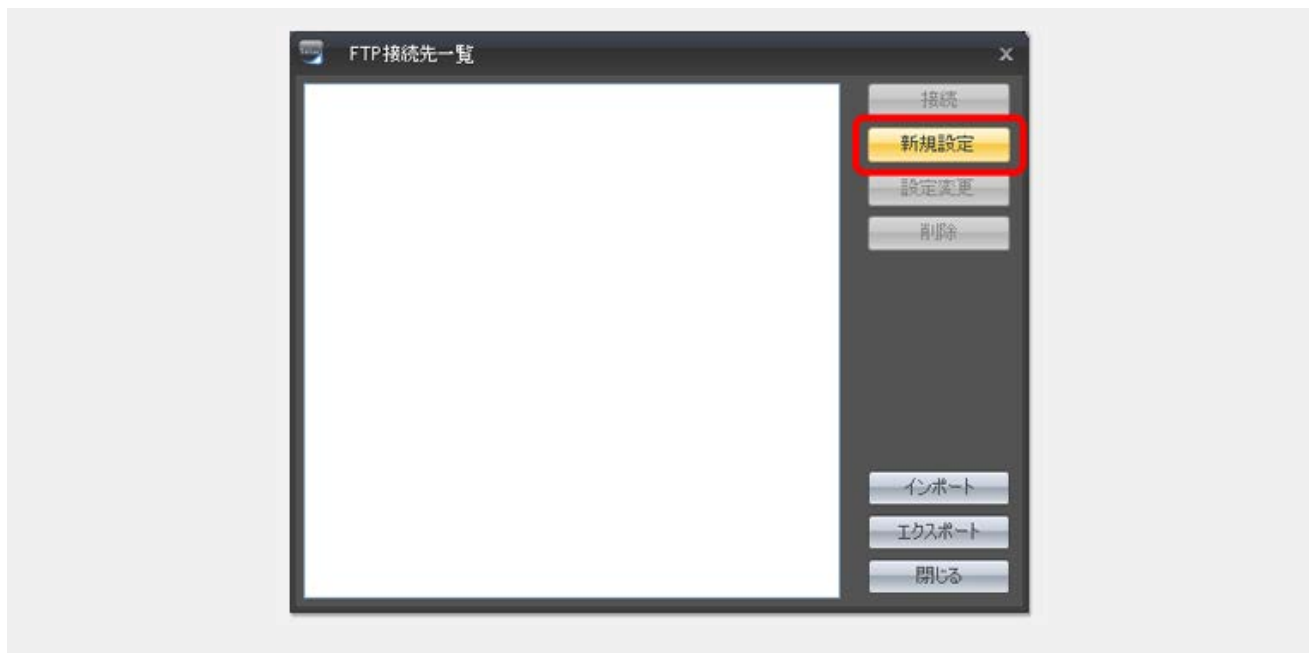 FTP接続先一覧
接続
新規設定
設定変更
削除
インポート
エクスポート
閉じる